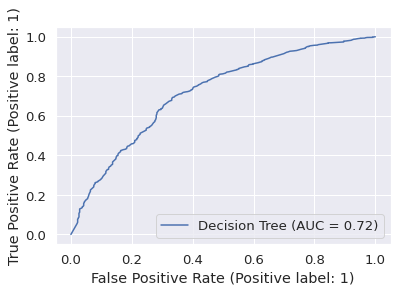 True Positive Rate (Positive label: 1)
1.0
0.8
0.6
0.4
0.2
0.0
Decision Tree (AUC = 0.72)
0.0 0.2 0.4 0.6 0.8 1.0
False Positive Rate (Positive label: 1)